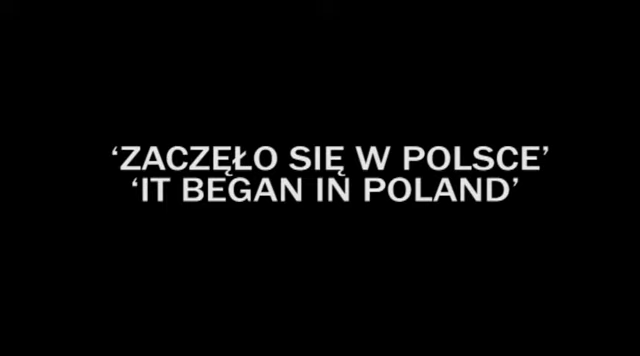 ‘ZACZĘŁO SIĘ W POLSCE’
‘IT BEGAN IN POLAND’